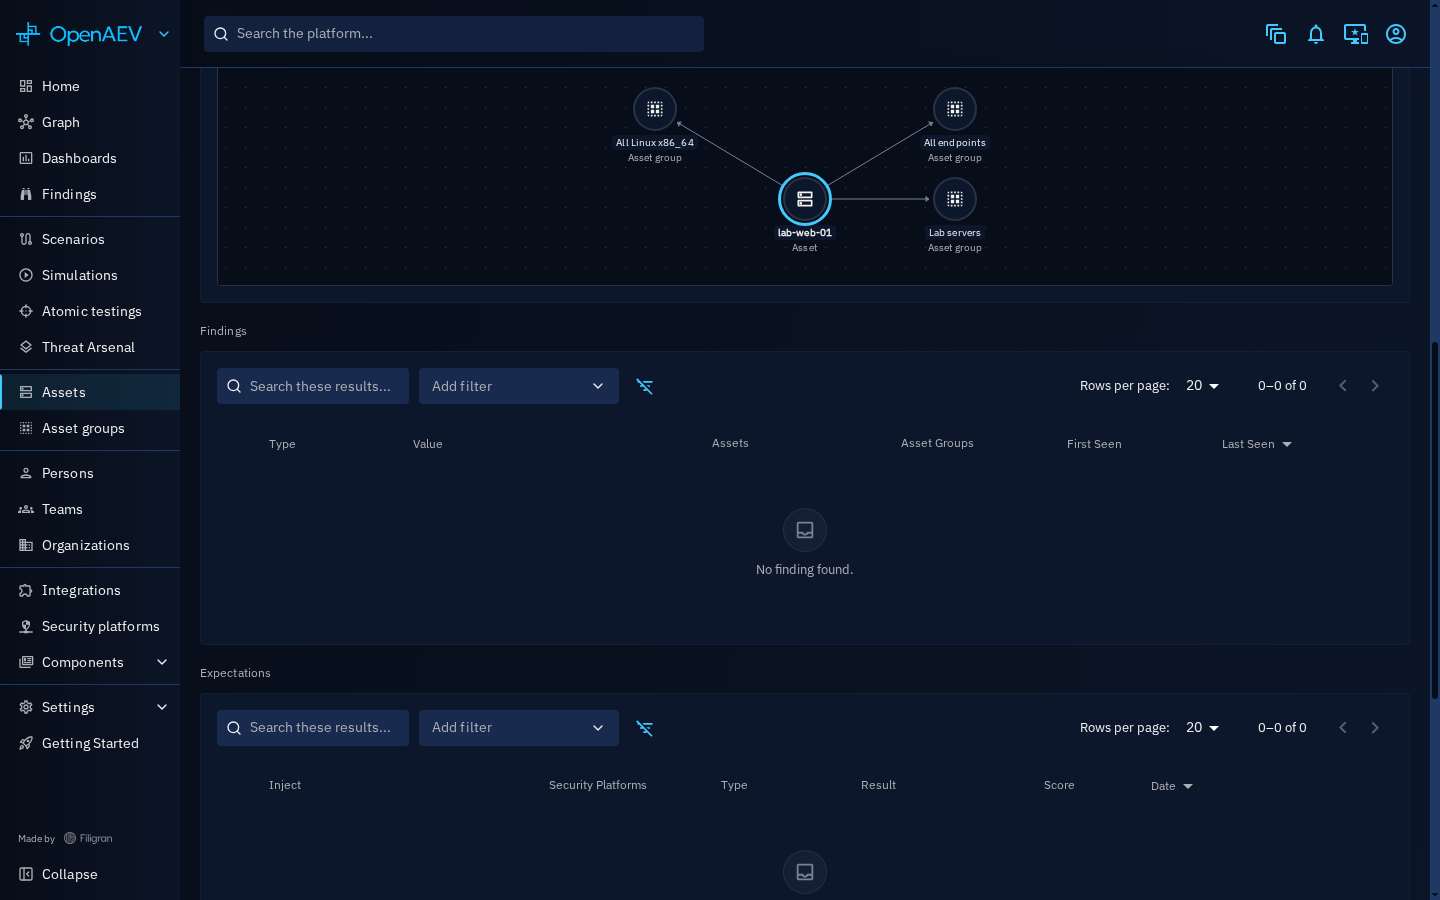 OpenAEV
Search the platform...
Home
Graph
Dashboards
Findings
Scenarios
Simulations
Atomic testings
Threat Arsenal
Assets
Asset groups
Persons
Teams
Organizations
Integrations
Security platforms
Components
Settings
Getting Started
Made by Filigran
Collapse
All Linux x86_64
Asset group
All endpoints
Asset group
lab-web-01
Asset
Lab servers
Asset group
Findings
Search these results...
Add filter
Rows per page: 20
0–0 of 0
Type Value Assets Asset Groups First Seen Last Seen
No finding found.
Expectations
Search these results...
Add filter
Rows per page: 20
0–0 of 0
Inject Security Platforms Type Result Score Date